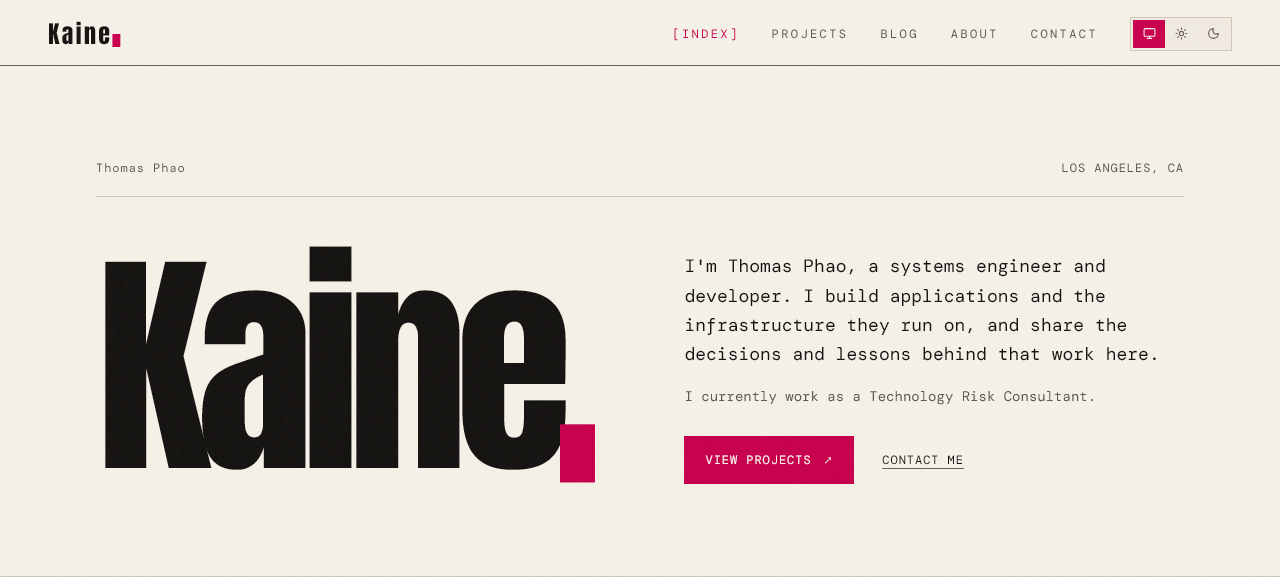 Kaine
[INDEX] PROJECTS BLOG ABOUT CONTACT
Thomas Phao
LOS ANGELES, CA
Kaine
I'm Thomas Phao, a systems engineer and
developer. I build applications and the
infrastructure they run on, and share the
decisions and lessons behind that work here.
I currently work as a Technology Risk Consultant.
VIEW PROJECTS ↗
CONTACT ME